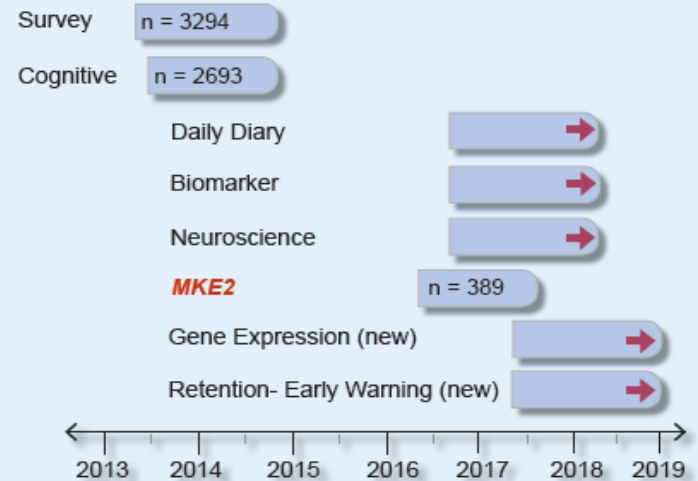 Survey n = 3294
Cognitive n = 2693
Daily Diary
Biomarker
Neuroscience
MKE2 n = 389
Gene Expression (new)
Retention- Early Warning (new)
2013 2014 2015 2016 2017 2018 2019